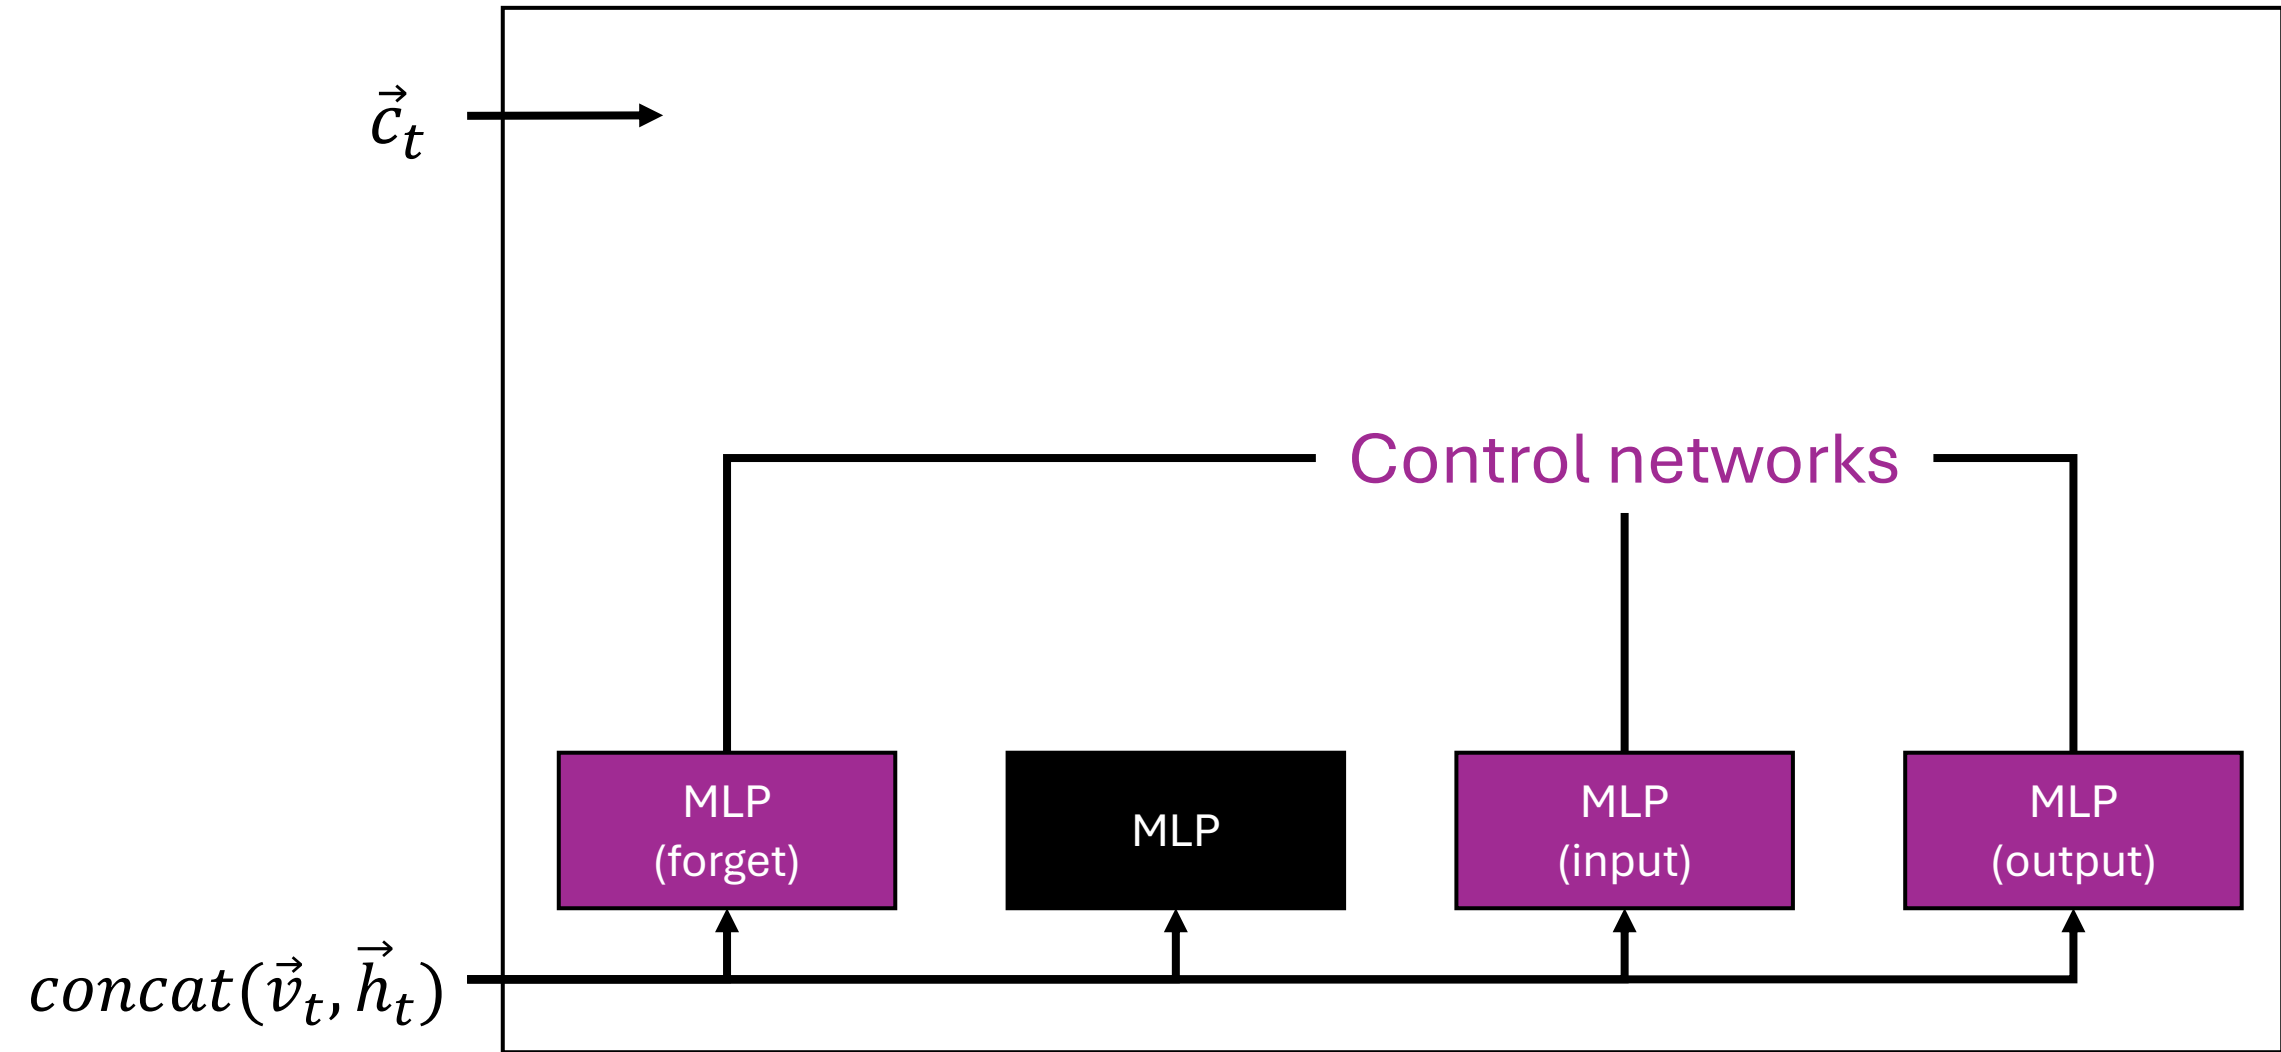 c⃗ₜ
Control networks
MLP
(forget)
MLP
MLP
(input)
MLP
(output)
concat(v⃗ₜ, h⃗ₜ)